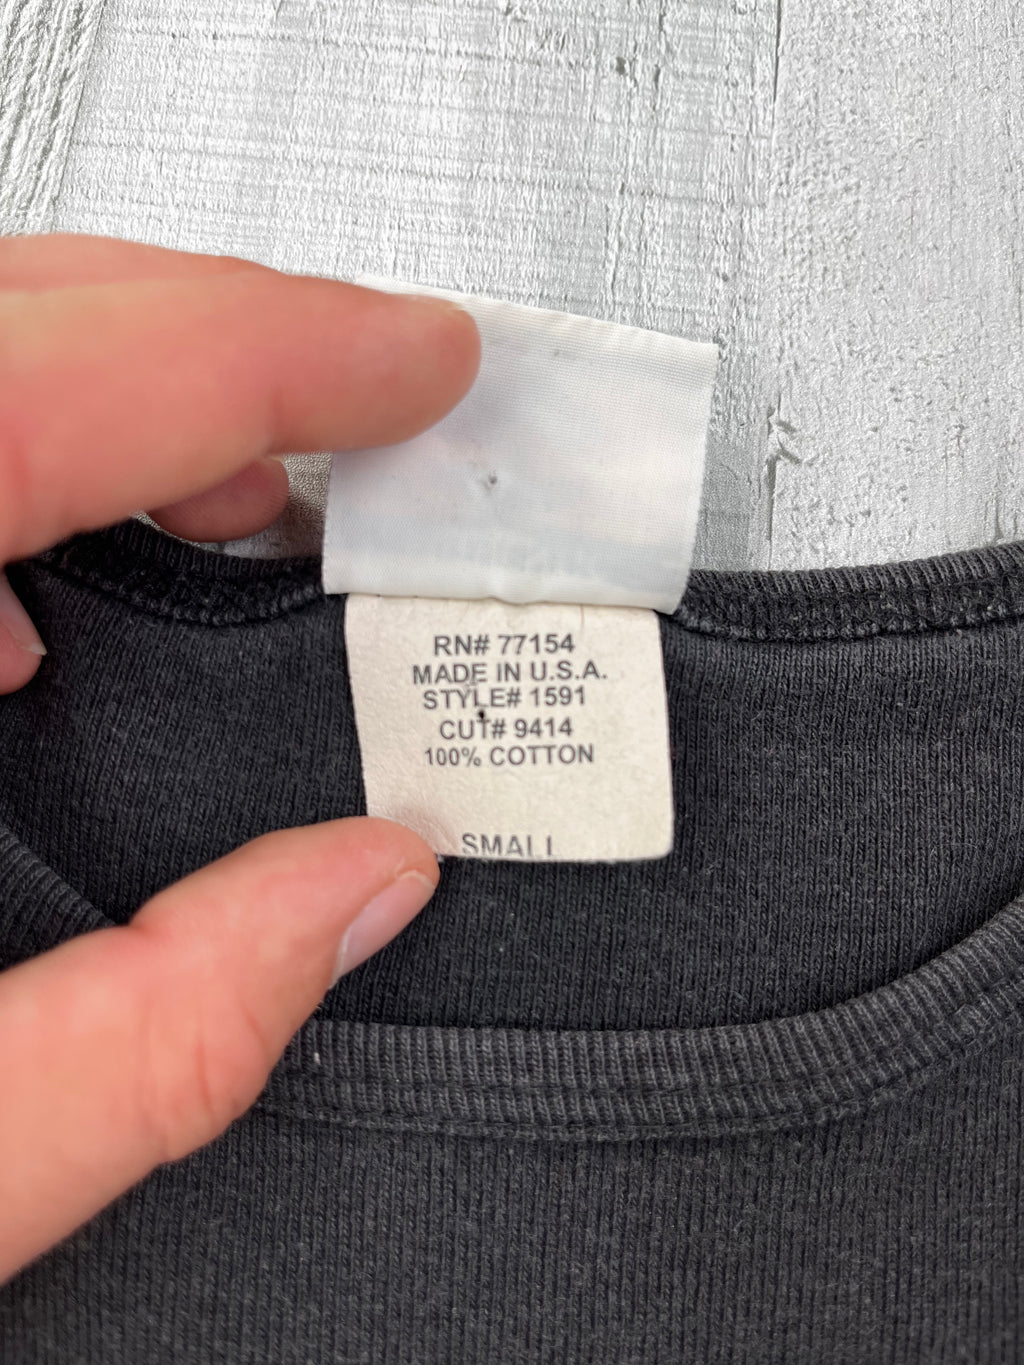 RN# 77154
MADE IN U.S.A.
STYLE# 1591
CUT# 9414
100% COTTON
SMALL